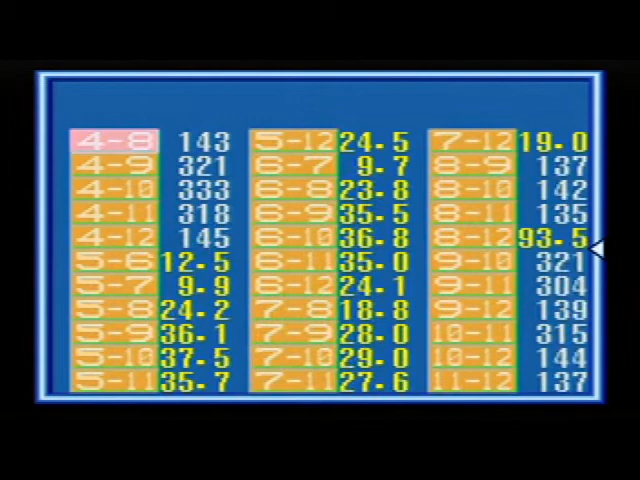 4-8 143 5-12 24.5 7-12 19.0
4-9 321 6-7 9.7 8-9 137
4-10 333 6-8 23.8 8-10 142
4-11 318 6-9 35.5 8-11 135
4-12 145 6-10 36.8 8-12 93.5
5-6 12.5 6-11 35.0 9-10 321
5-7 9.9 6-12 24.1 9-11 304
5-8 24.2 7-8 18.8 9-12 139
5-9 36.1 7-9 28.0 10-11 315
5-10 37.5 7-10 29.0 10-12 144
5-11 35.7 7-11 27.6 11-12 137